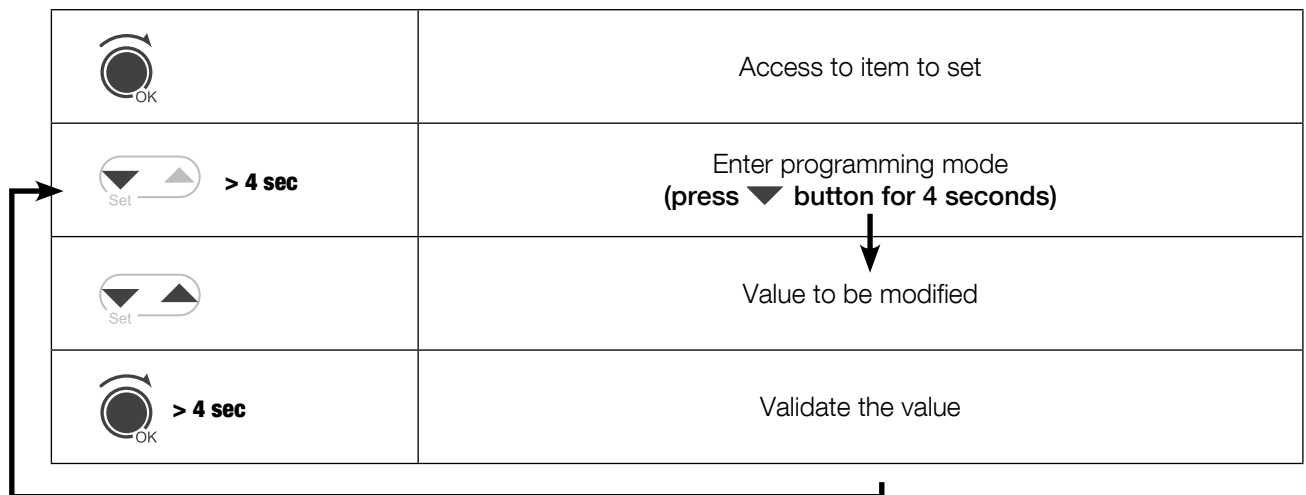 OK
Access to item to set
Set
> 4 sec
Enter programming mode
(press ▼ button for 4 seconds)
Set
Value to be modified
OK
> 4 sec
Validate the value